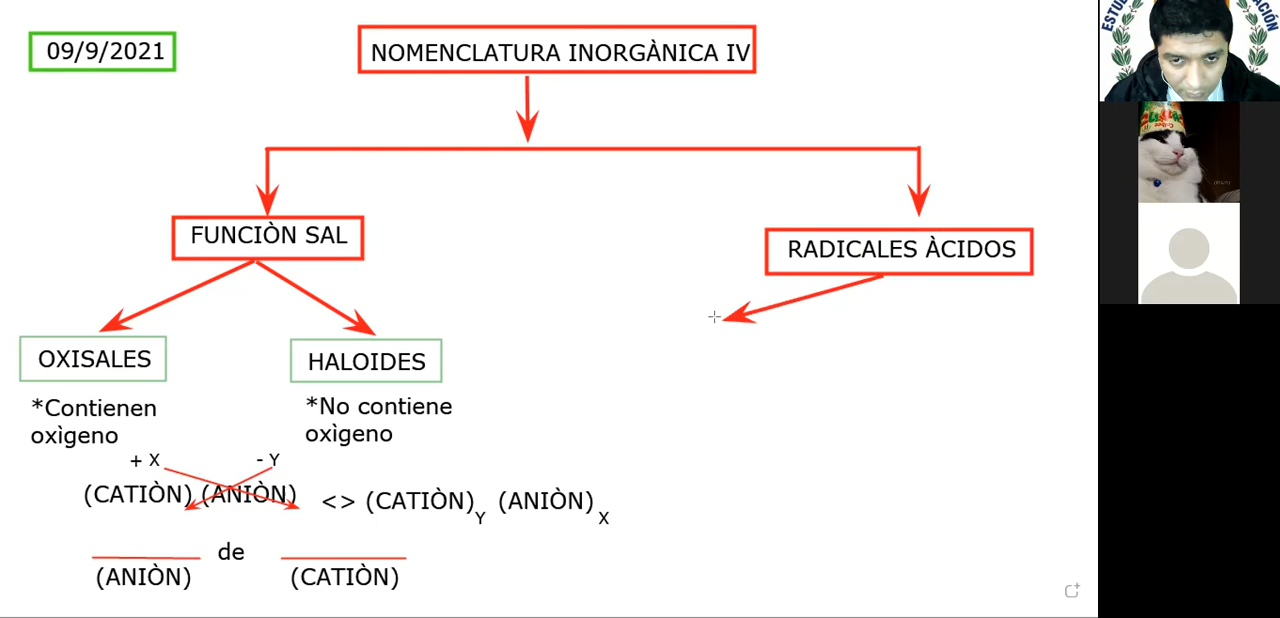 09/9/2021
NOMENCLATURA INORGÀNICA IV
FUNCIÒN SAL
RADICALES ÀCIDOS
OXISALES
HALOIDES
*Contienen
oxìgeno
*No contiene
oxìgeno
+ X
- Y
(CATIÒN) (ANIÒN) <> (CATIÒN)Y (ANIÒN)X
de
(ANIÒN)
(CATIÒN)